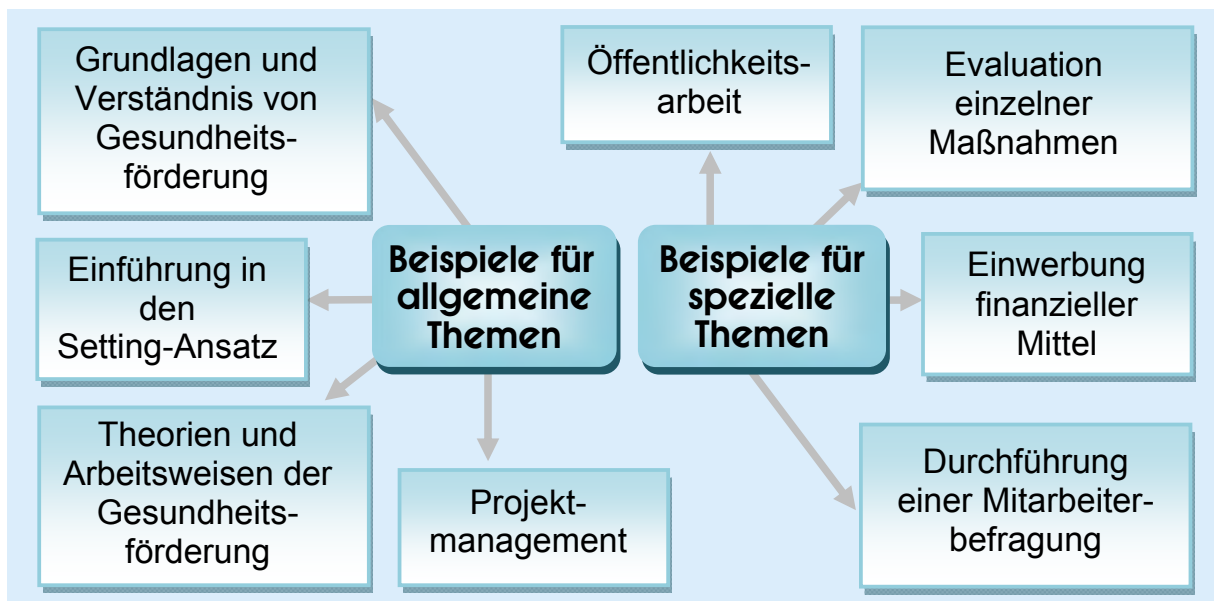 Grundlagen und
Verständnis von
Gesundheits-
förderung
Öffentlichkeits-
arbeit
Evaluation
einzelner
Maßnahmen
Beispiele für
allgemeine
Themen
Beispiele für
spezielle
Themen
Einführung in
den
Setting-Ansatz
Einwerbung
finanzieller
Mittel
Theorien und
Arbeitsweisen der
Gesundheits-
förderung
Projekt-
management
Durchführung
einer Mitarbeiter-
befragung